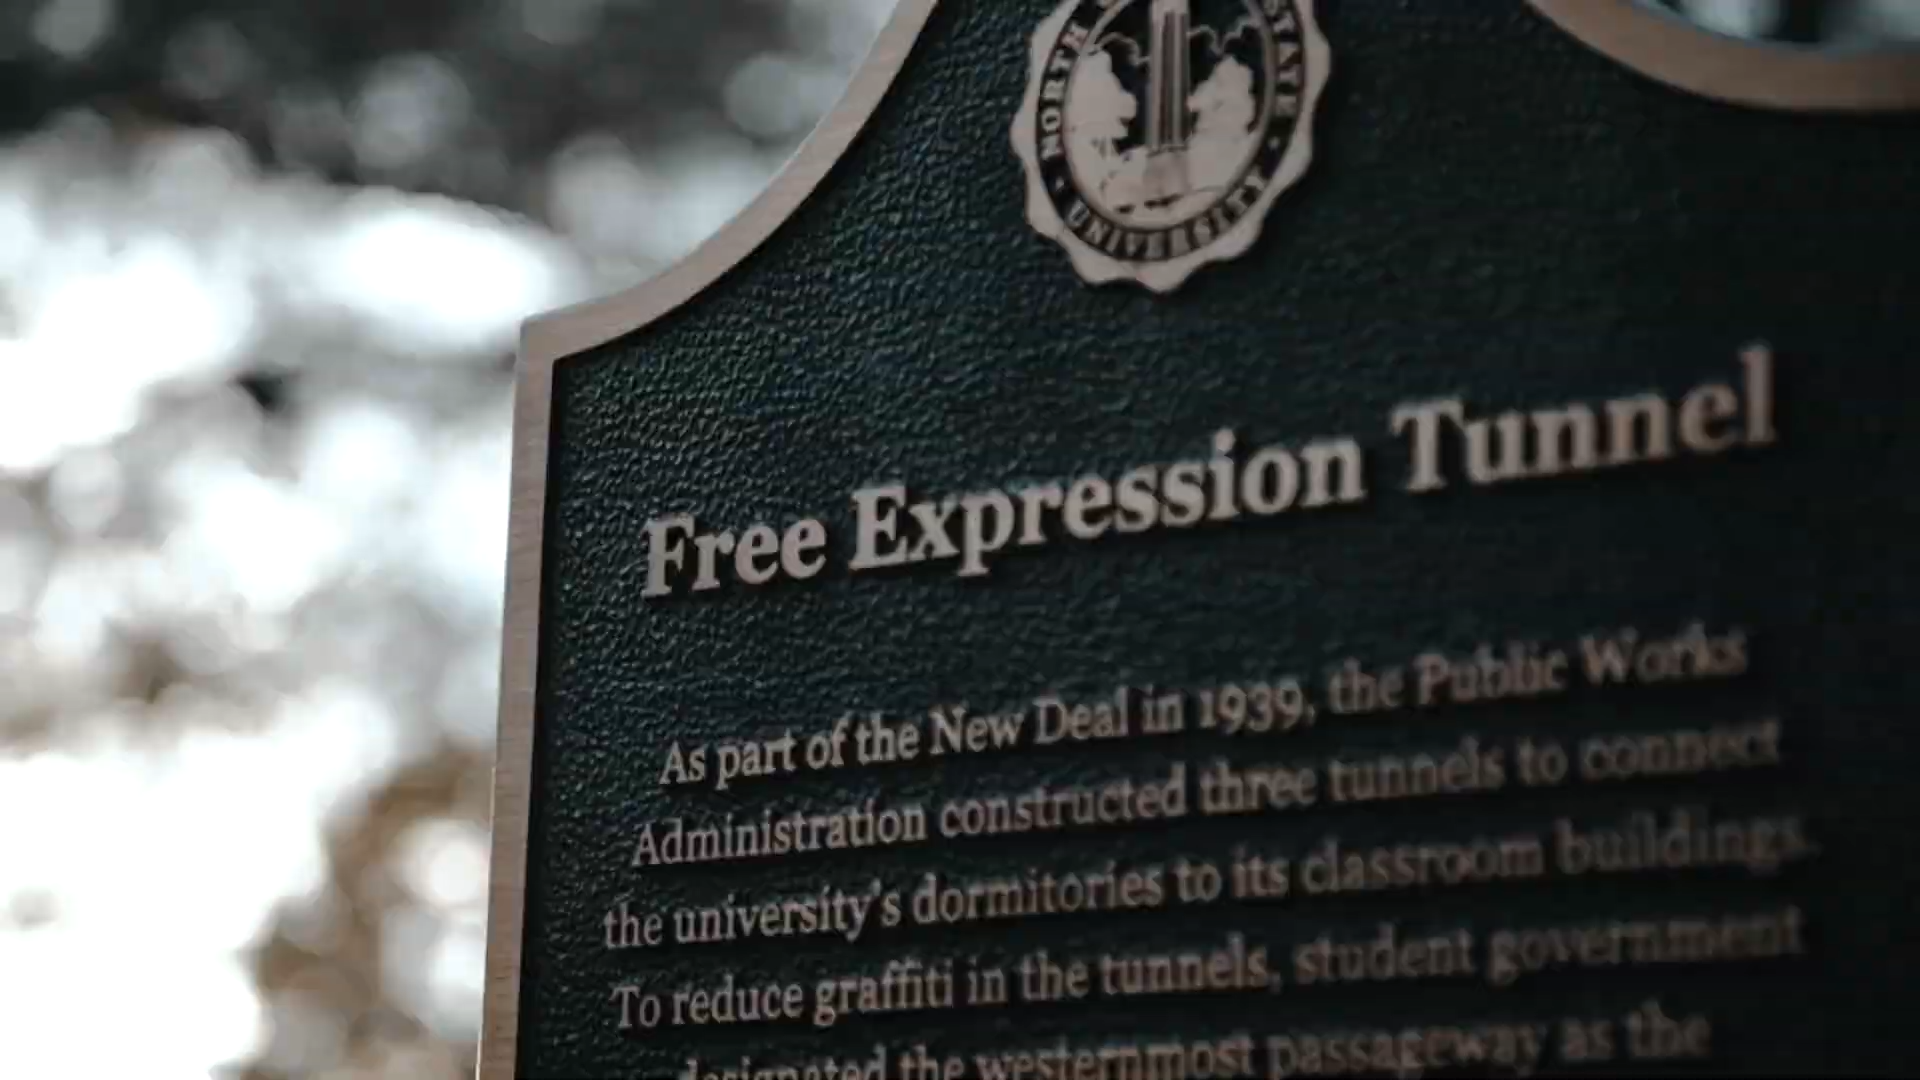 NORTH STATE
UNIVERSITY
Free Expression Tunnel
As part of the New Deal in 1939, the Public Works
Administration constructed three tunnels to connect
the university's dormitories to its classroom buildings.
To reduce graffiti in the tunnels, student government
designated the westernmost passageway as the